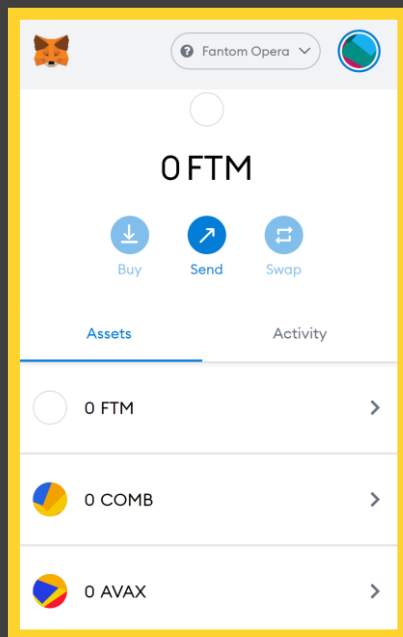 Fantom Opera
0 FTM
Buy Send Swap
Assets Activity
0 FTM
0 COMB
0 AVAX